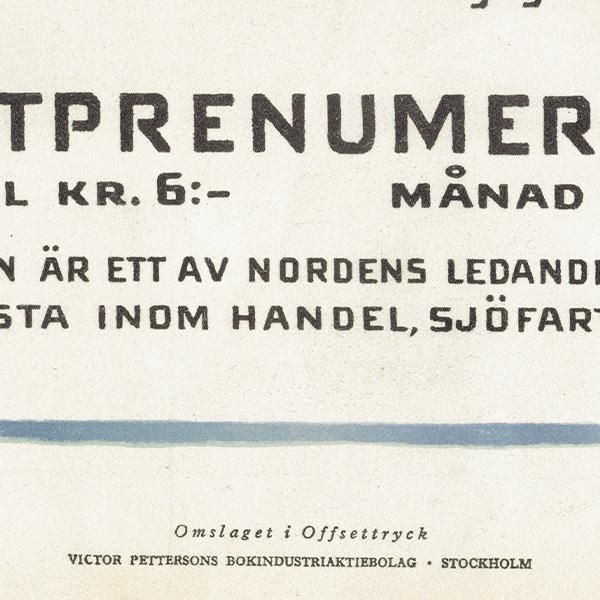 TPRENUMER
L KR. 6:– MÅNAD
N ÄR ETT AV NORDENS LEDAND
STA INOM HANDEL, SJÖFART
Omslaget i Offsettryck
VICTOR PETTERSONS BOKINDUSTRIAKTIEBOLAG • STOCKHOLM